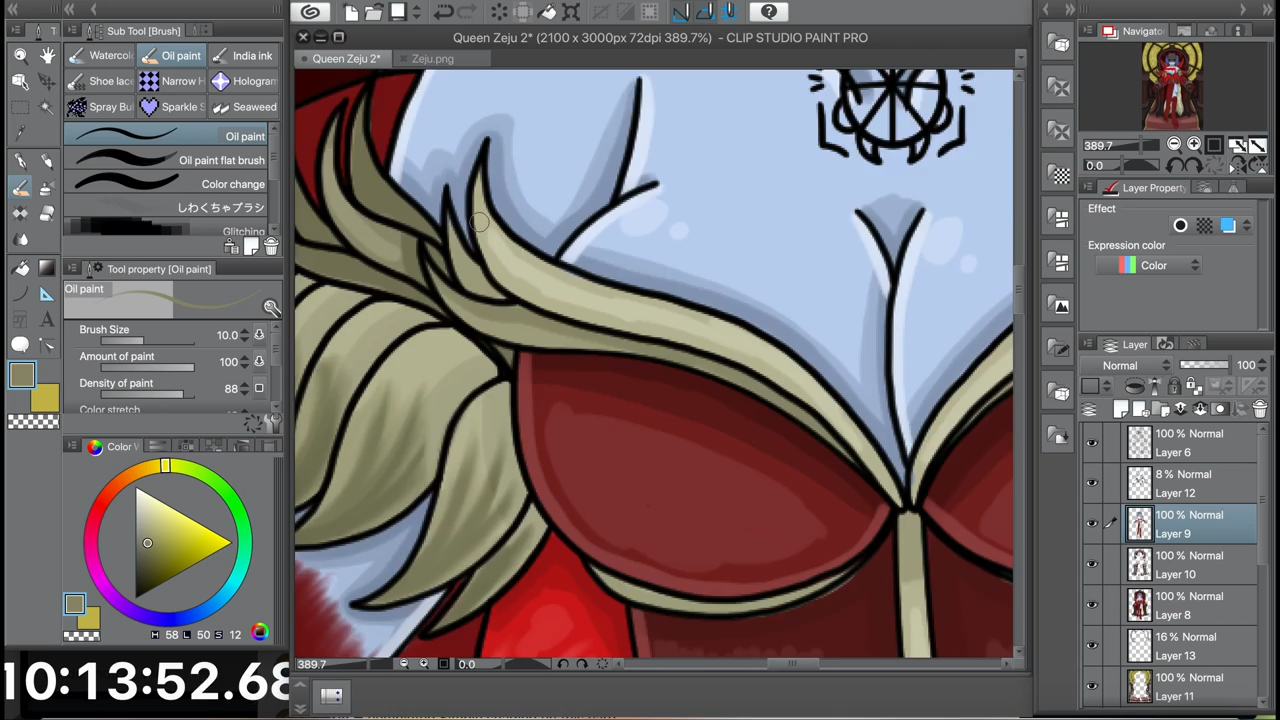 Queen Zeju 2* (2100 x 3000px 72dpi 389.7%) - CLIP STUDIO PAINT PRO
Sub Tool [Brush]
Waterco
Oil paint
India ink
Shoe lace
Narrow H
Hologram
Spray Bu
Sparkle S
Seaweed
Oil paint
Oil paint flat brush
Color change
しわくちゃブラシ
Glitching
Tool property [Oil paint]
Oil paint
Brush Size
10.0
Amount of paint
100
Density of paint
88
Color stretch
Color W
H 58 L 50 S 12
10:13:52.68
Queen Zeju 2*
Zeju.png
389.7
0.0
Navigator
389.7
0.0
Layer Property
Effect
Expression color
Color
Layer
Normal
100
100 % Normal
Layer 6
8 % Normal
Layer 12
100 % Normal
Layer 9
100 % Normal
Layer 10
100 % Normal
Layer 8
16 % Normal
Layer 13
100 % Normal
Layer 11